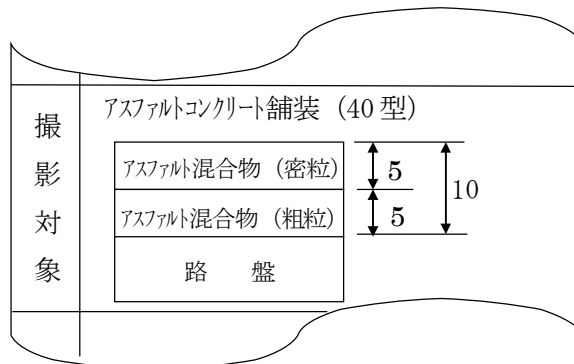 撮影対象
アスファルトコンクリート舗装（40 型）
アスファルト混合物（密粒）
5
アスファルト混合物（粗粒）
5
10
路　盤